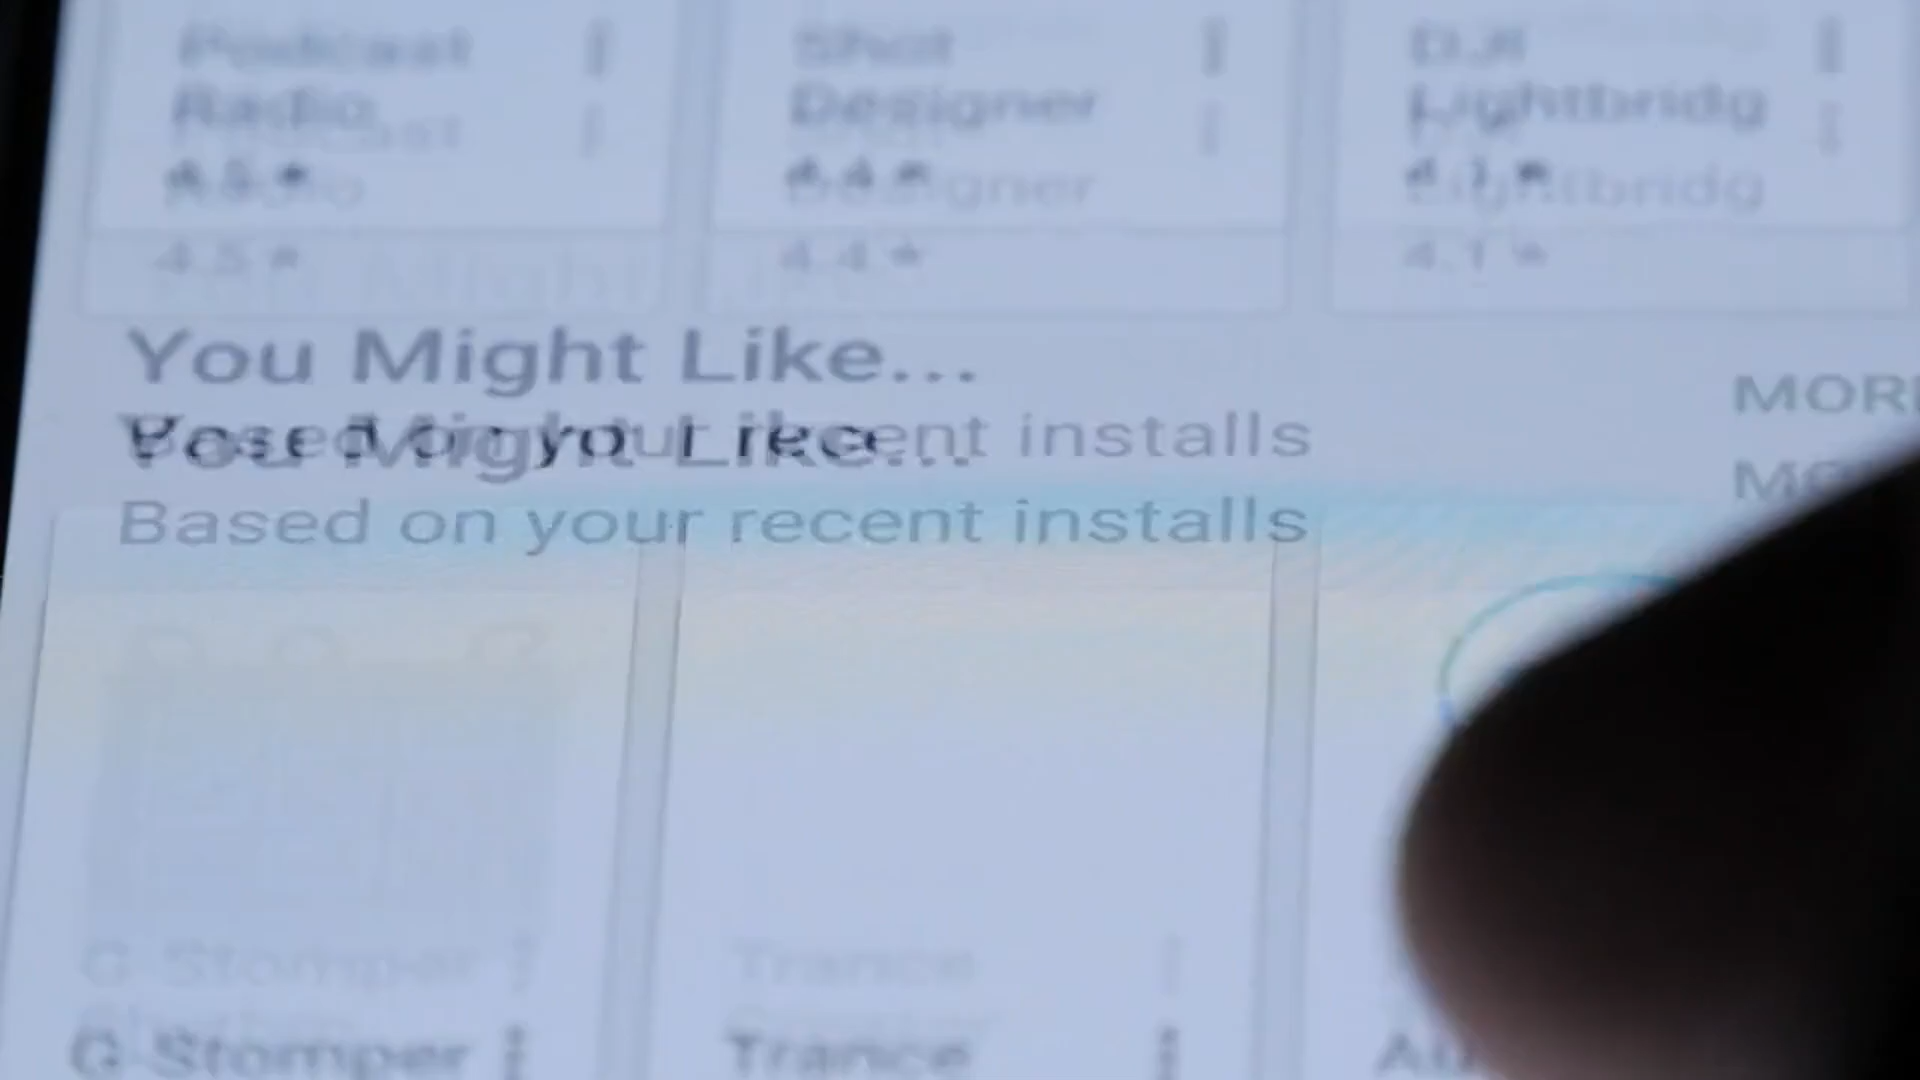 Podcast
Radio
4.5 ★
Shot
Designer
4.4 ★
DJI
Lightbridg
4.1 ★
You Might Like...
MORE
Based on your recent installs
G-Stomper
Trance